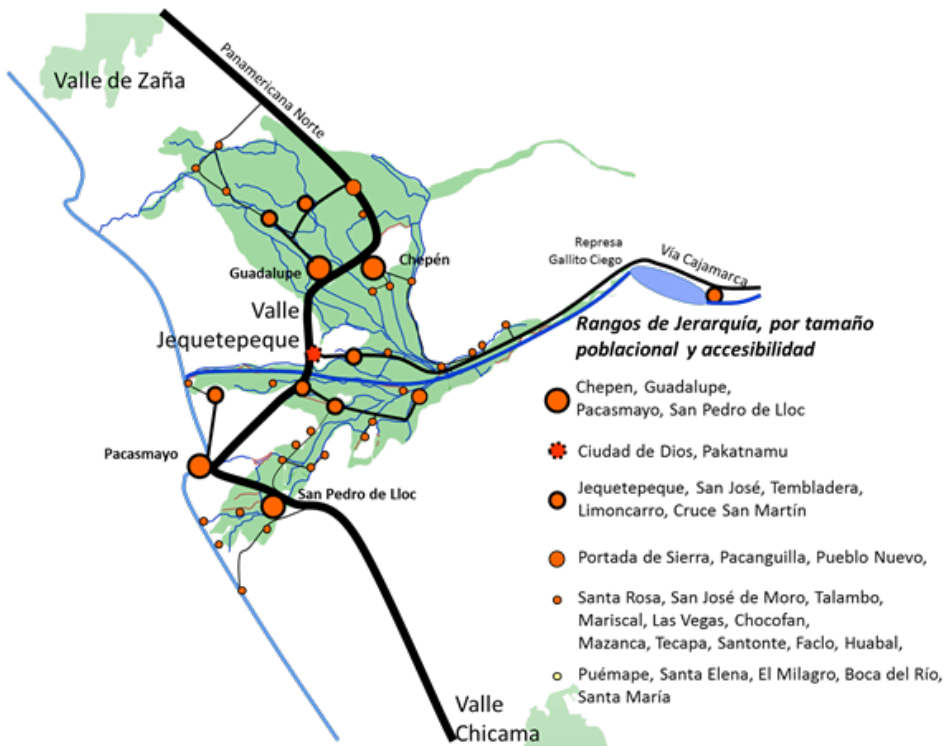 Valle de Zaña
Panamericana Norte
Guadalupe
Chepén
Represa
Gallito Ciego
Vía Cajamarca
Valle
Jequetepeque
Rangos de Jerarquía, por tamaño
poblacional y accesibilidad
Chepen, Guadalupe,
Pacasmayo, San Pedro de Lloc
Pacasmayo
Ciudad de Dios, Pakatnamu
San Pedro de Lloc
Jequetepeque, San José, Tembladera,
Limoncarro, Cruce San Martín
Portada de Sierra, Pacanguilla, Pueblo Nuevo,
Santa Rosa, San José de Moro, Talambo,
Mariscal, Las Vegas, Chocofan,
Mazanca, Tecapa, Santonte, Faclo, Huabal,
Puémape, Santa Elena, El Milagro, Boca del Río,
Santa María
Valle
Chicama